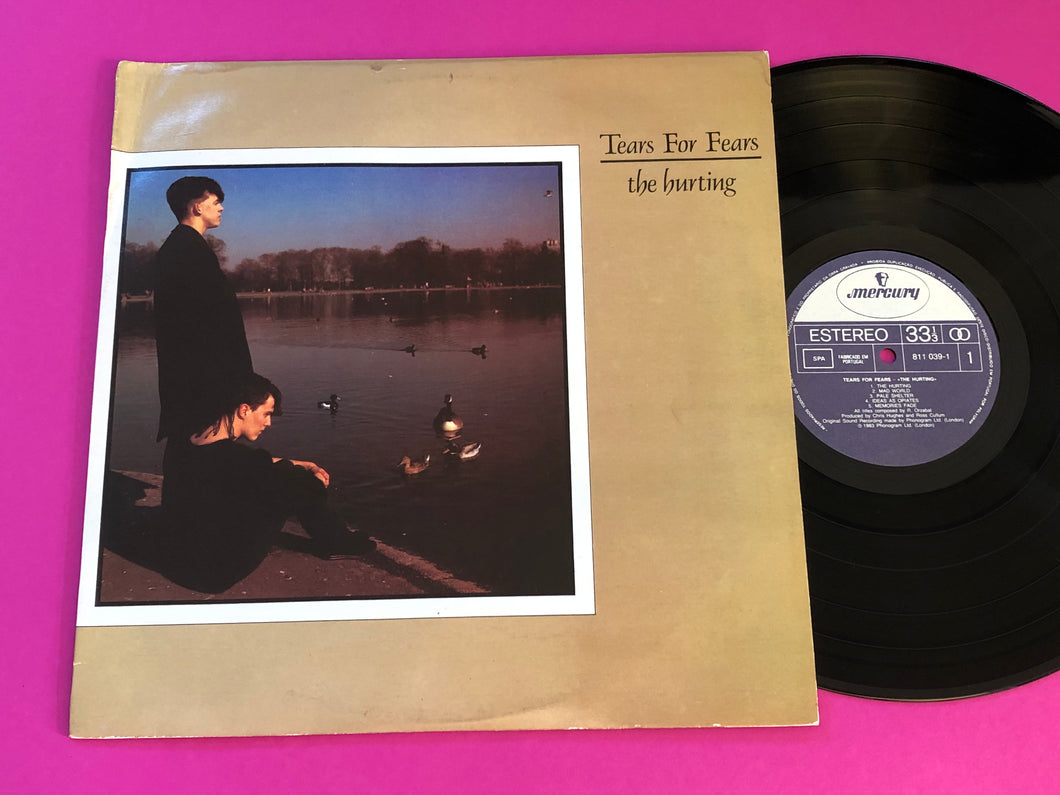 Tears For Fears
the hurting
mercury
ESTEREO 33 1/3
SPA FABRICADO EM PORTUGAL 811 039-1 1
TEARS FOR FEARS - «THE HURTING»
1. THE HURTING
2. MAD WORLD
3. PALE SHELTER
4. IDEAS AS OPIATES
5. MEMORIES FADE
All titles composed by R. Orzabal
Produced by Chris Hughes and Ross Cullum
Original Sound Recording made by Phonogram Ltd. (London)
℗ 1983 Phonogram Ltd. (London)